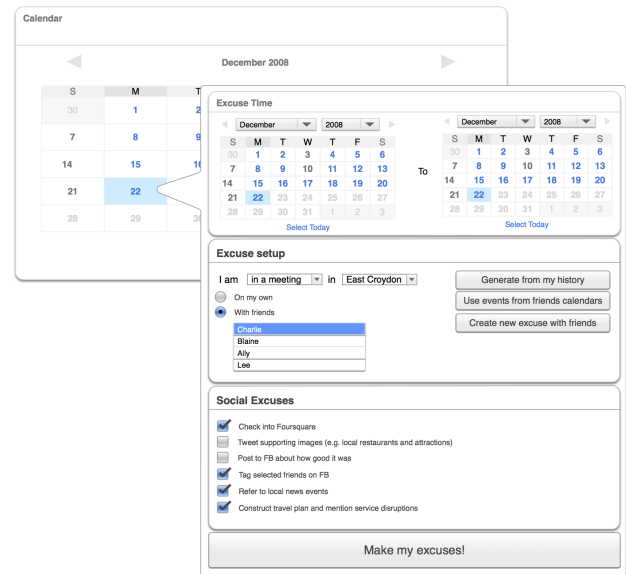 Calendar
December 2008
S M T
30 1 2
7 8 9
14 15 16
21 22
28 29 30
Excuse Time
December 2008
S M T W T F S
30 1 2 3 4 5 6
7 8 9 10 11 12 13
14 15 16 17 18 19 20
21 22 23 24 25 26 27
28 29 30 31 1 2 3
Select Today
To
December 2008
S M T W T F S
30 1 2 3 4 5 6
7 8 9 10 11 12 13
14 15 16 17 18 19 20
21 22 23 24 25 26 27
28 29 30 31 1 2 3
Select Today
Excuse setup
I am in a meeting in East Croydon
On my own
With friends
Charlie
Blaine
Ally
Lee
Generate from my history
Use events from friends calendars
Create new excuse with friends
Social Excuses
Check into Foursquare
Tweet supporting images (e.g. local restaurants and attractions)
Post to FB about how good it was
Tag selected friends on FB
Refer to local news events
Construct travel plan and mention service disruptions
Make my excuses!